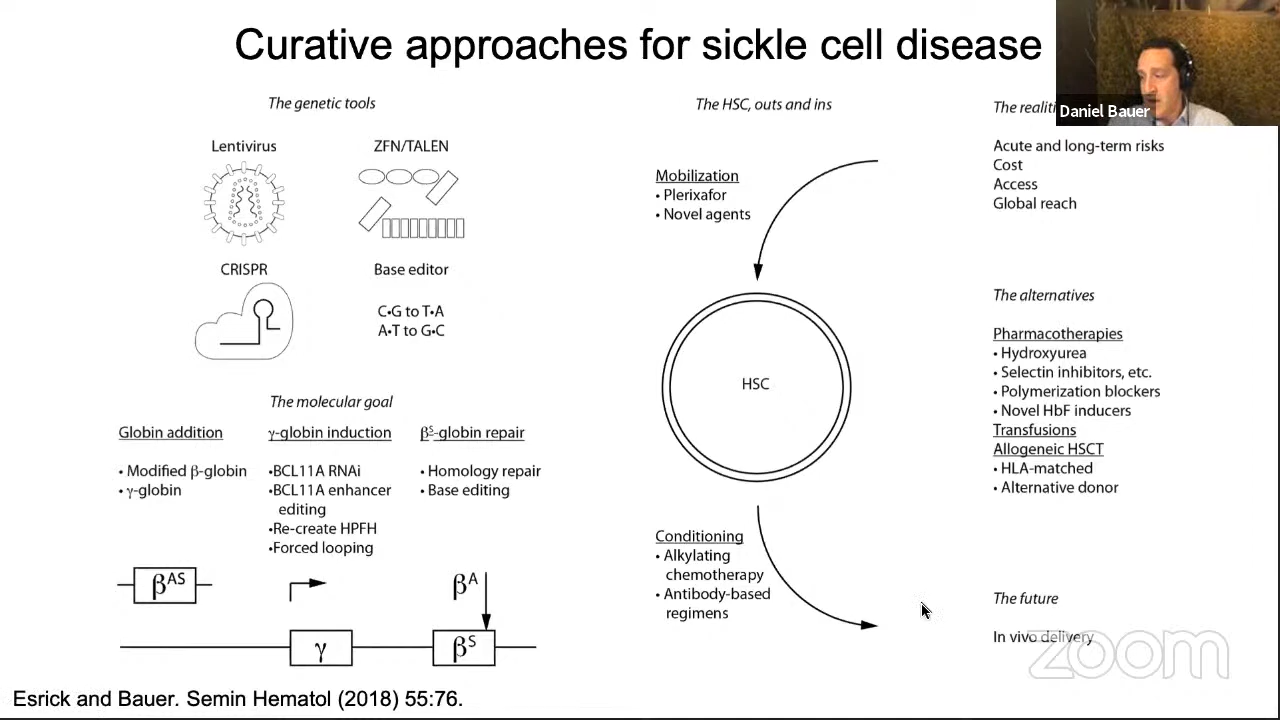 Curative approaches for sickle cell disease
Daniel Bauer
The genetic tools
Lentivirus
ZFN/TALEN
CRISPR
Base editor
C•G to T•A
A•T to G•C
The molecular goal
Globin addition
• Modified β-globin
• γ-globin
γ-globin induction
•BCL11A RNAi
•BCL11A enhancer
editing
•Re-create HPFH
•Forced looping
βS-globin repair
• Homology repair
• Base editing
βAS
βA
γ
βS
The HSC, outs and ins
Mobilization
• Plerixafor
• Novel agents
HSC
Conditioning
• Alkylating
chemotherapy
• Antibody-based
regimens
The
Acute and long-term risks
Cost
Access
Global reach
The alternatives
Pharmacotherapies
• Hydroxyurea
• Selectin inhibitors, etc.
• Polymerization blockers
• Novel HbF inducers
Transfusions
Allogeneic HSCT
• HLA-matched
• Alternative donor
The future
In vivo delivery
zoom
Esrick and Bauer. Semin Hematol (2018) 55:76.